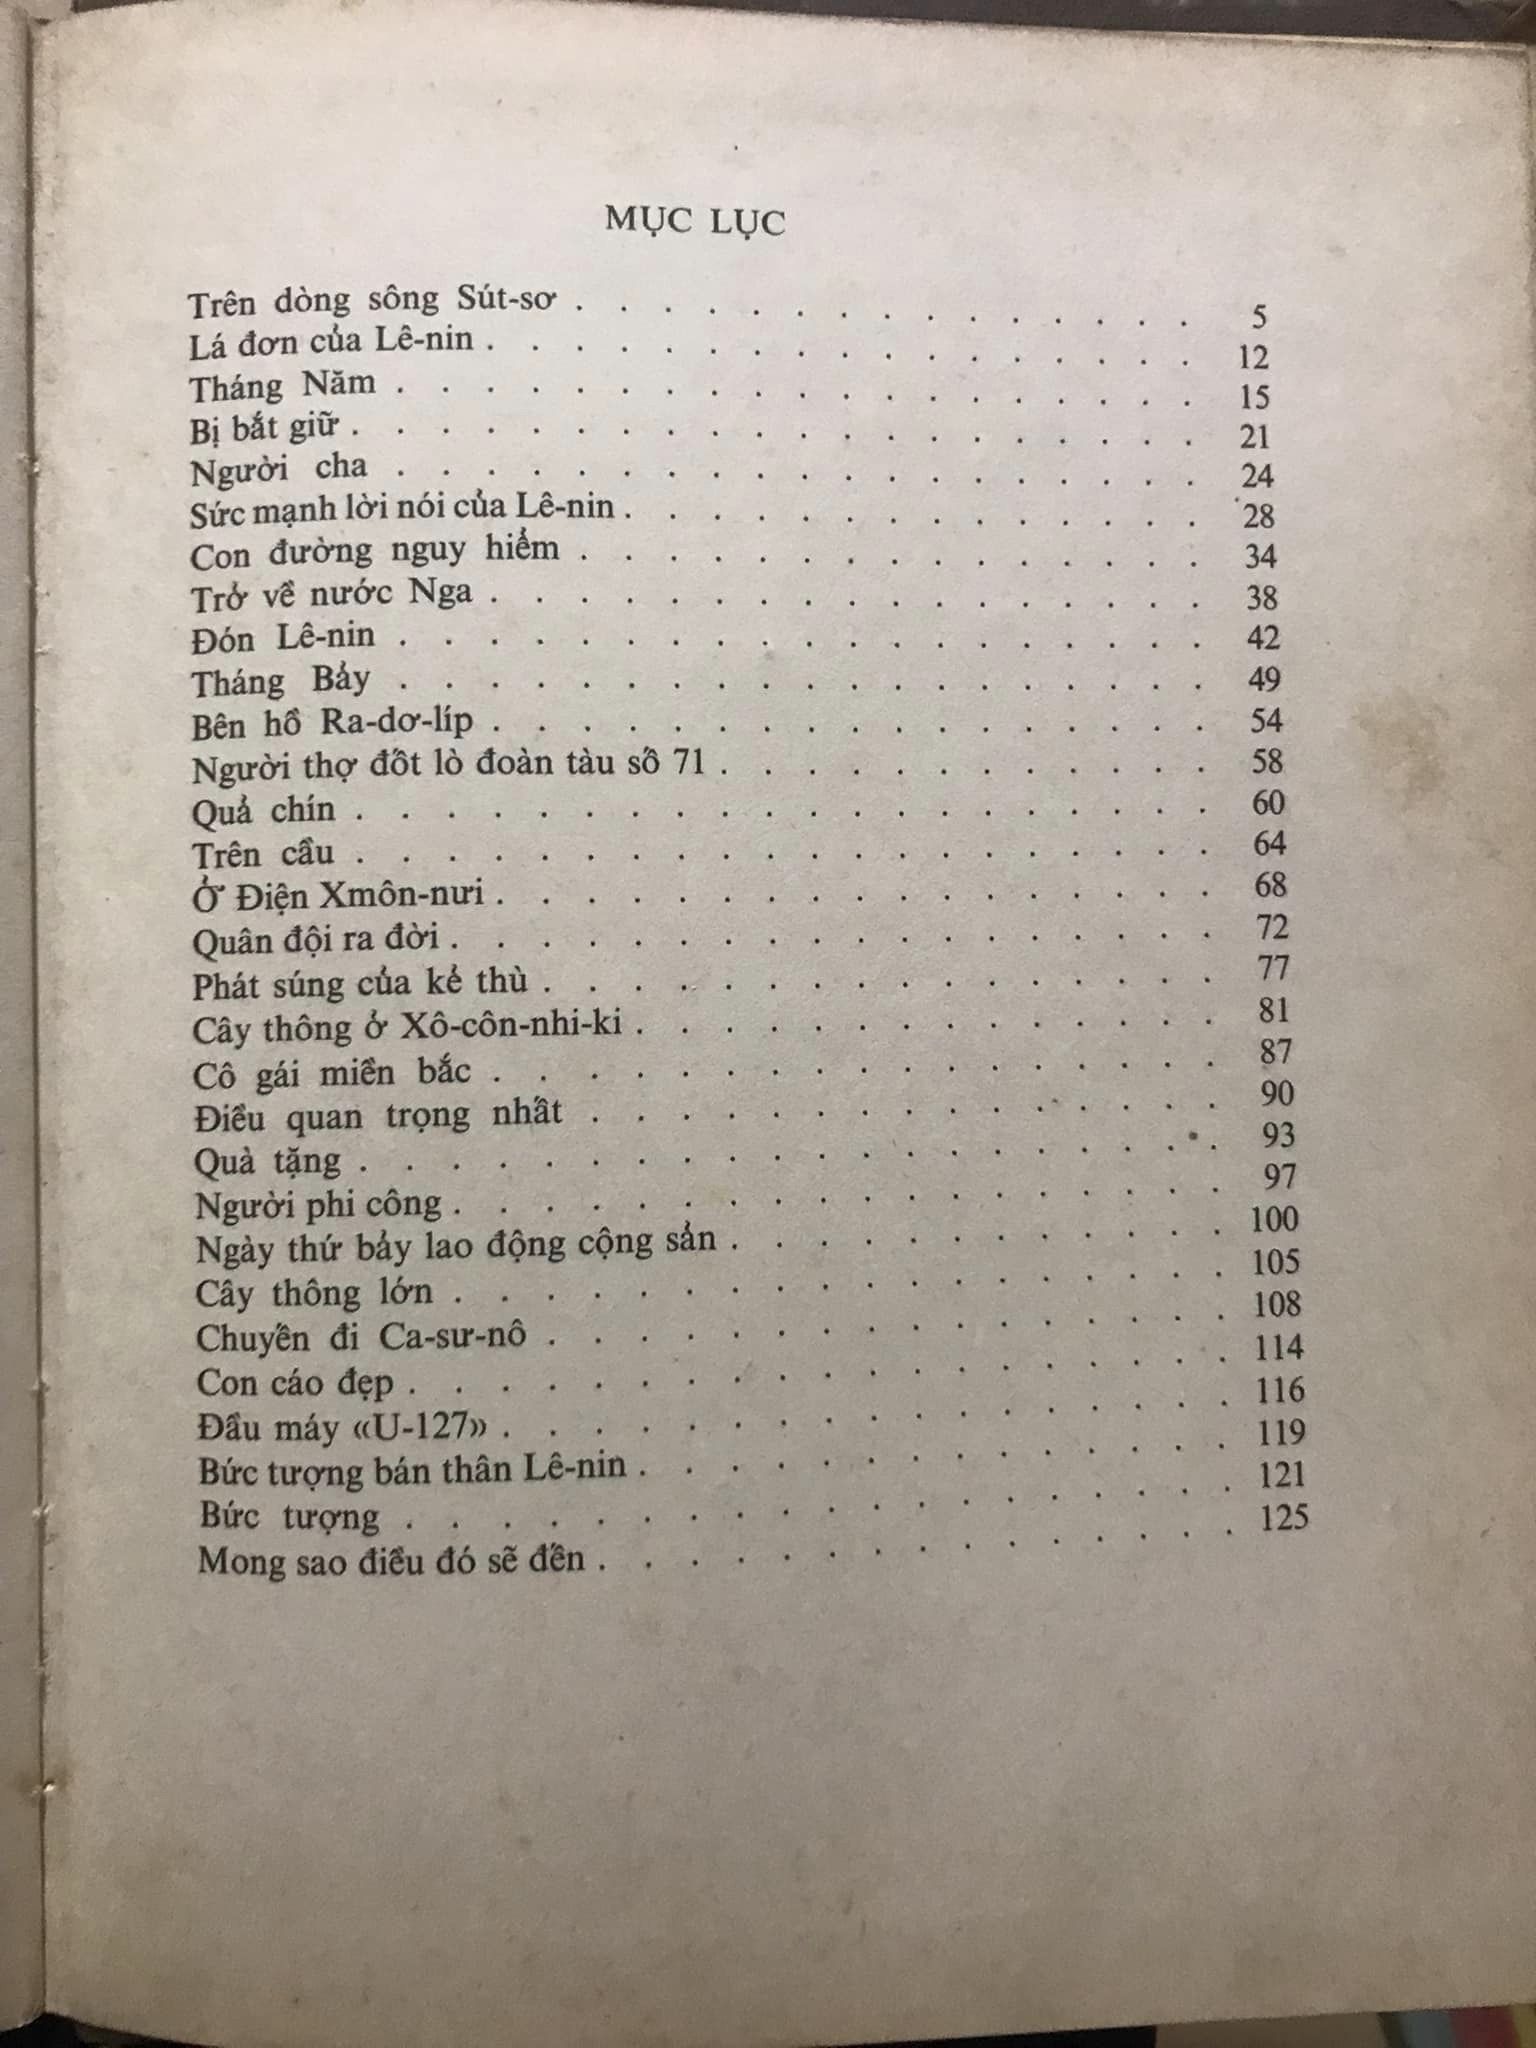 MỤC LỤC
Trên dòng sông Sút-sơ . . . . . . . . . . . . . . 5
Lá đơn của Lê-nin . . . . . . . . . . . . . . . . 12
Tháng Năm . . . . . . . . . . . . . . . . . . 15
Bị bắt giữ . . . . . . . . . . . . . . . . . . . 21
Người cha . . . . . . . . . . . . . . . . . . 24
Sức mạnh lời nói của Lê-nin . . . . . . . . . . . . . 28
Con đường nguy hiểm . . . . . . . . . . . . . . 34
Trở về nước Nga . . . . . . . . . . . . . . . . 38
Đón Lê-nin . . . . . . . . . . . . . . . . . . 42
Tháng Bảy . . . . . . . . . . . . . . . . . . 49
Bên hồ Ra-dơ-líp . . . . . . . . . . . . . . . . 54
Người thợ đốt lò đoàn tàu số 71 . . . . . . . . . . . 58
Quả chín . . . . . . . . . . . . . . . . . . . 60
Trên cầu . . . . . . . . . . . . . . . . . . . 64
Ở Điện Xmôn-nưi . . . . . . . . . . . . . . . . 68
Quân đội ra đời . . . . . . . . . . . . . . . . . 72
Phát súng của kẻ thù . . . . . . . . . . . . . . . 77
Cây thông ở Xô-côn-nhi-ki . . . . . . . . . . . . . 81
Cô gái miền bắc . . . . . . . . . . . . . . . . 87
Điều quan trọng nhất . . . . . . . . . . . . . . 90
Quà tặng . . . . . . . . . . . . . . . . . . . 93
Người phi công . . . . . . . . . . . . . . . . . 97
Ngày thứ bảy lao động cộng sản . . . . . . . . . . . 100
Cây thông lớn . . . . . . . . . . . . . . . . . 105
Chuyến đi Ca-sư-nô . . . . . . . . . . . . . . . 108
Con cáo đẹp . . . . . . . . . . . . . . . . . . 114
Đầu máy «U-127» . . . . . . . . . . . . . . . . 116
Bức tượng bán thân Lê-nin . . . . . . . . . . . . . 119
Bức tượng . . . . . . . . . . . . . . . . . . 121
Mong sao điều đó sẽ đến . . . . . . . . . . . . . . 125